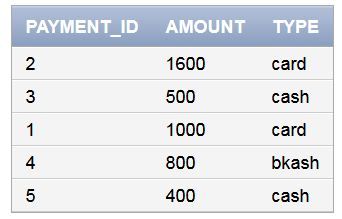 PAYMENT_ID AMOUNT TYPE
2 1600 card
3 500 cash
1 1000 card
4 800 bkash
5 400 cash